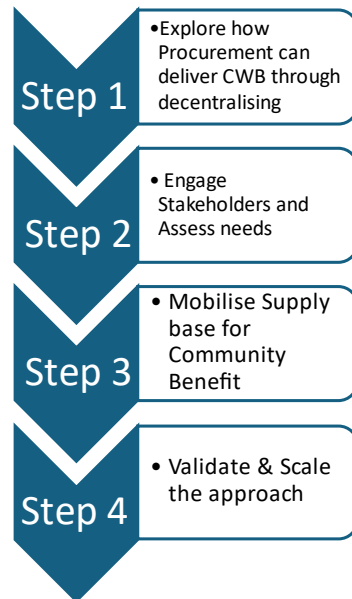 Step 1
•Explore how
Procurement can
deliver CWB through
decentralising
Step 2
• Engage
Stakeholders and
Assess needs
Step 3
• Mobilise Supply
base for
Community
Benefit
Step 4
• Validate & Scale
the approach